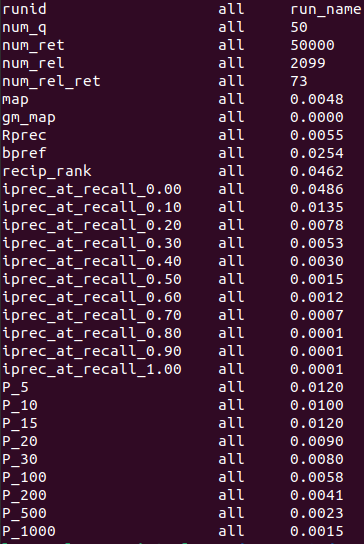 runid all run_name
num_q all 50
num_ret all 50000
num_rel all 2099
num_rel_ret all 73
map all 0.0048
gm_map all 0.0000
Rprec all 0.0055
bpref all 0.0254
recip_rank all 0.0462
iprec_at_recall_0.00 all 0.0486
iprec_at_recall_0.10 all 0.0135
iprec_at_recall_0.20 all 0.0078
iprec_at_recall_0.30 all 0.0053
iprec_at_recall_0.40 all 0.0030
iprec_at_recall_0.50 all 0.0015
iprec_at_recall_0.60 all 0.0012
iprec_at_recall_0.70 all 0.0007
iprec_at_recall_0.80 all 0.0001
iprec_at_recall_0.90 all 0.0001
iprec_at_recall_1.00 all 0.0001
P_5 all 0.0120
P_10 all 0.0100
P_15 all 0.0120
P_20 all 0.0090
P_30 all 0.0080
P_100 all 0.0058
P_200 all 0.0041
P_500 all 0.0023
P_1000 all 0.0015